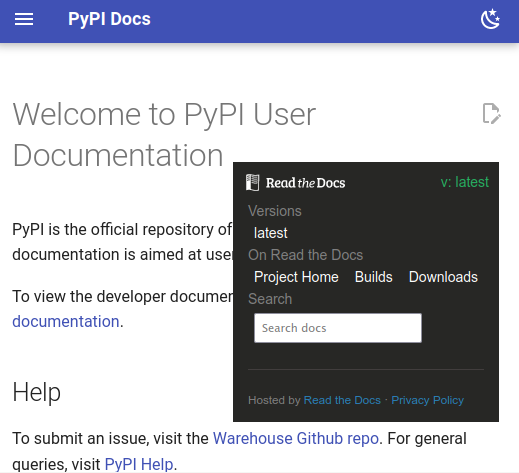 PyPI Docs
Welcome to PyPI User
Documentation
PyPI is the official repository of
documentation is aimed at user
To view the developer documen
documentation.
Read the Docs v: latest
Versions
latest
On Read the Docs
Project Home Builds Downloads
Search
Search docs
Hosted by Read the Docs · Privacy Policy
Help
To submit an issue, visit the Warehouse Github repo. For general
queries, visit PyPI Help.